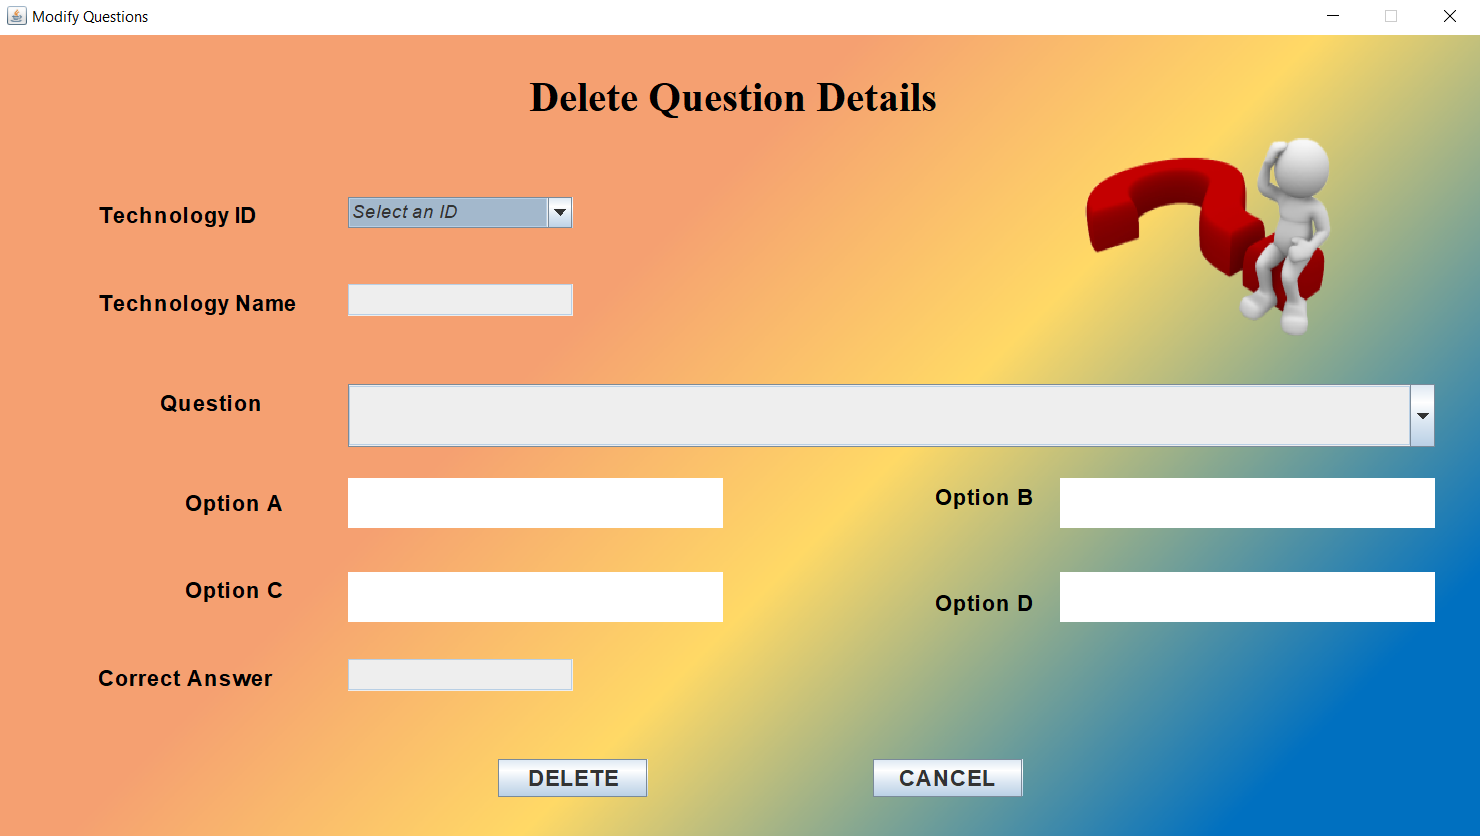 Modify Questions
Delete Question Details
Technology ID
Select an ID
Technology Name
Question
Option A
Option B
Option C
Option D
Correct Answer
DELETE
CANCEL